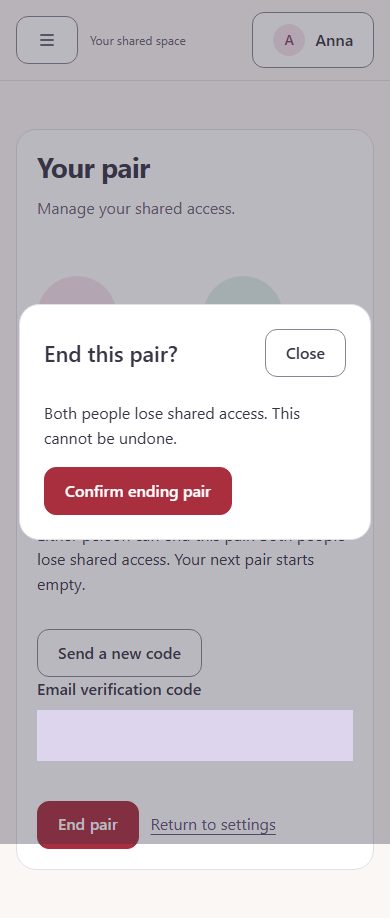 Your shared space
A
Anna
Your pair
Manage your shared access.
End this pair?
Close
Both people lose shared access. This
cannot be undone.
Confirm ending pair
lose shared access. Your next pair starts
empty.
Send a new code
Email verification code
End pair
Return to settings